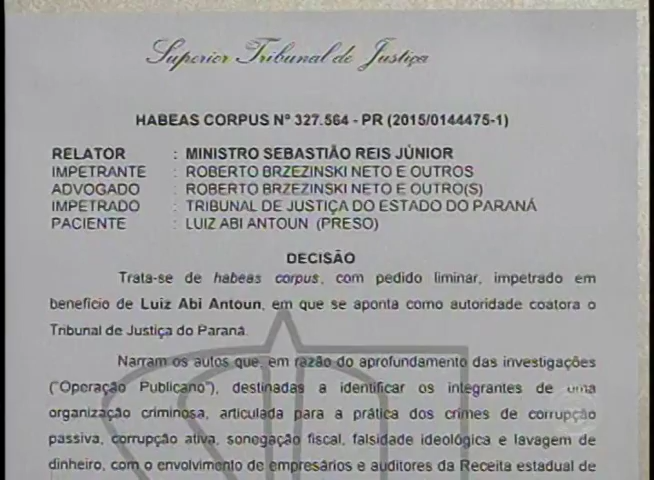 Superior Tribunal de Justiça
HABEAS CORPUS Nº 327.564 - PR (2015/0144475-1)
RELATOR : MINISTRO SEBASTIÃO REIS JÚNIOR
IMPETRANTE : ROBERTO BRZEZINSKI NETO E OUTROS
ADVOGADO : ROBERTO BRZEZINSKI NETO E OUTRO(S)
IMPETRADO : TRIBUNAL DE JUSTIÇA DO ESTADO DO PARANÁ
PACIENTE : LUIZ ABI ANTOUN (PRESO)
DECISÃO
Trata-se de habeas corpus, com pedido liminar, impetrado em
benefício de Luiz Abi Antoun, em que se aponta como autoridade coatora o
Tribunal de Justiça do Paraná.
Narram os autos que, em razão do aprofundamento das investigações
("Operação Publicano"), destinadas a identificar os integrantes de uma
organização criminosa, articulada para a prática dos crimes de corrupção
passiva, corrupção ativa, sonegação fiscal, falsidade ideológica e lavagem de
dinheiro, com o envolvimento de empresários e auditores da Receita estadual de